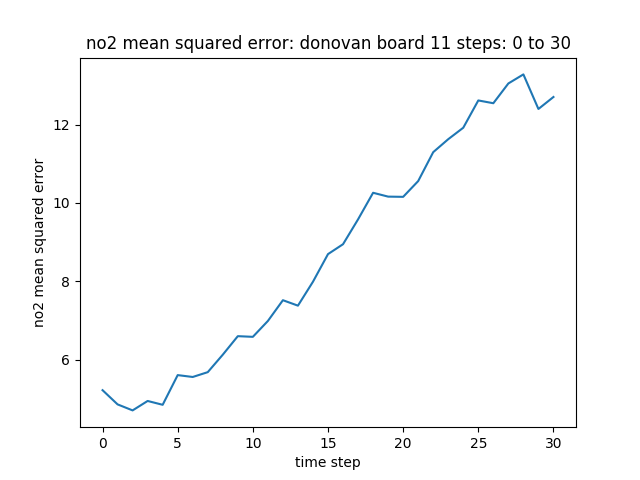 no2 mean squared error: donovan board 11 steps: 0 to 30
no2 mean squared error
12
10
8
6
0 5 10 15 20 25 30
time step